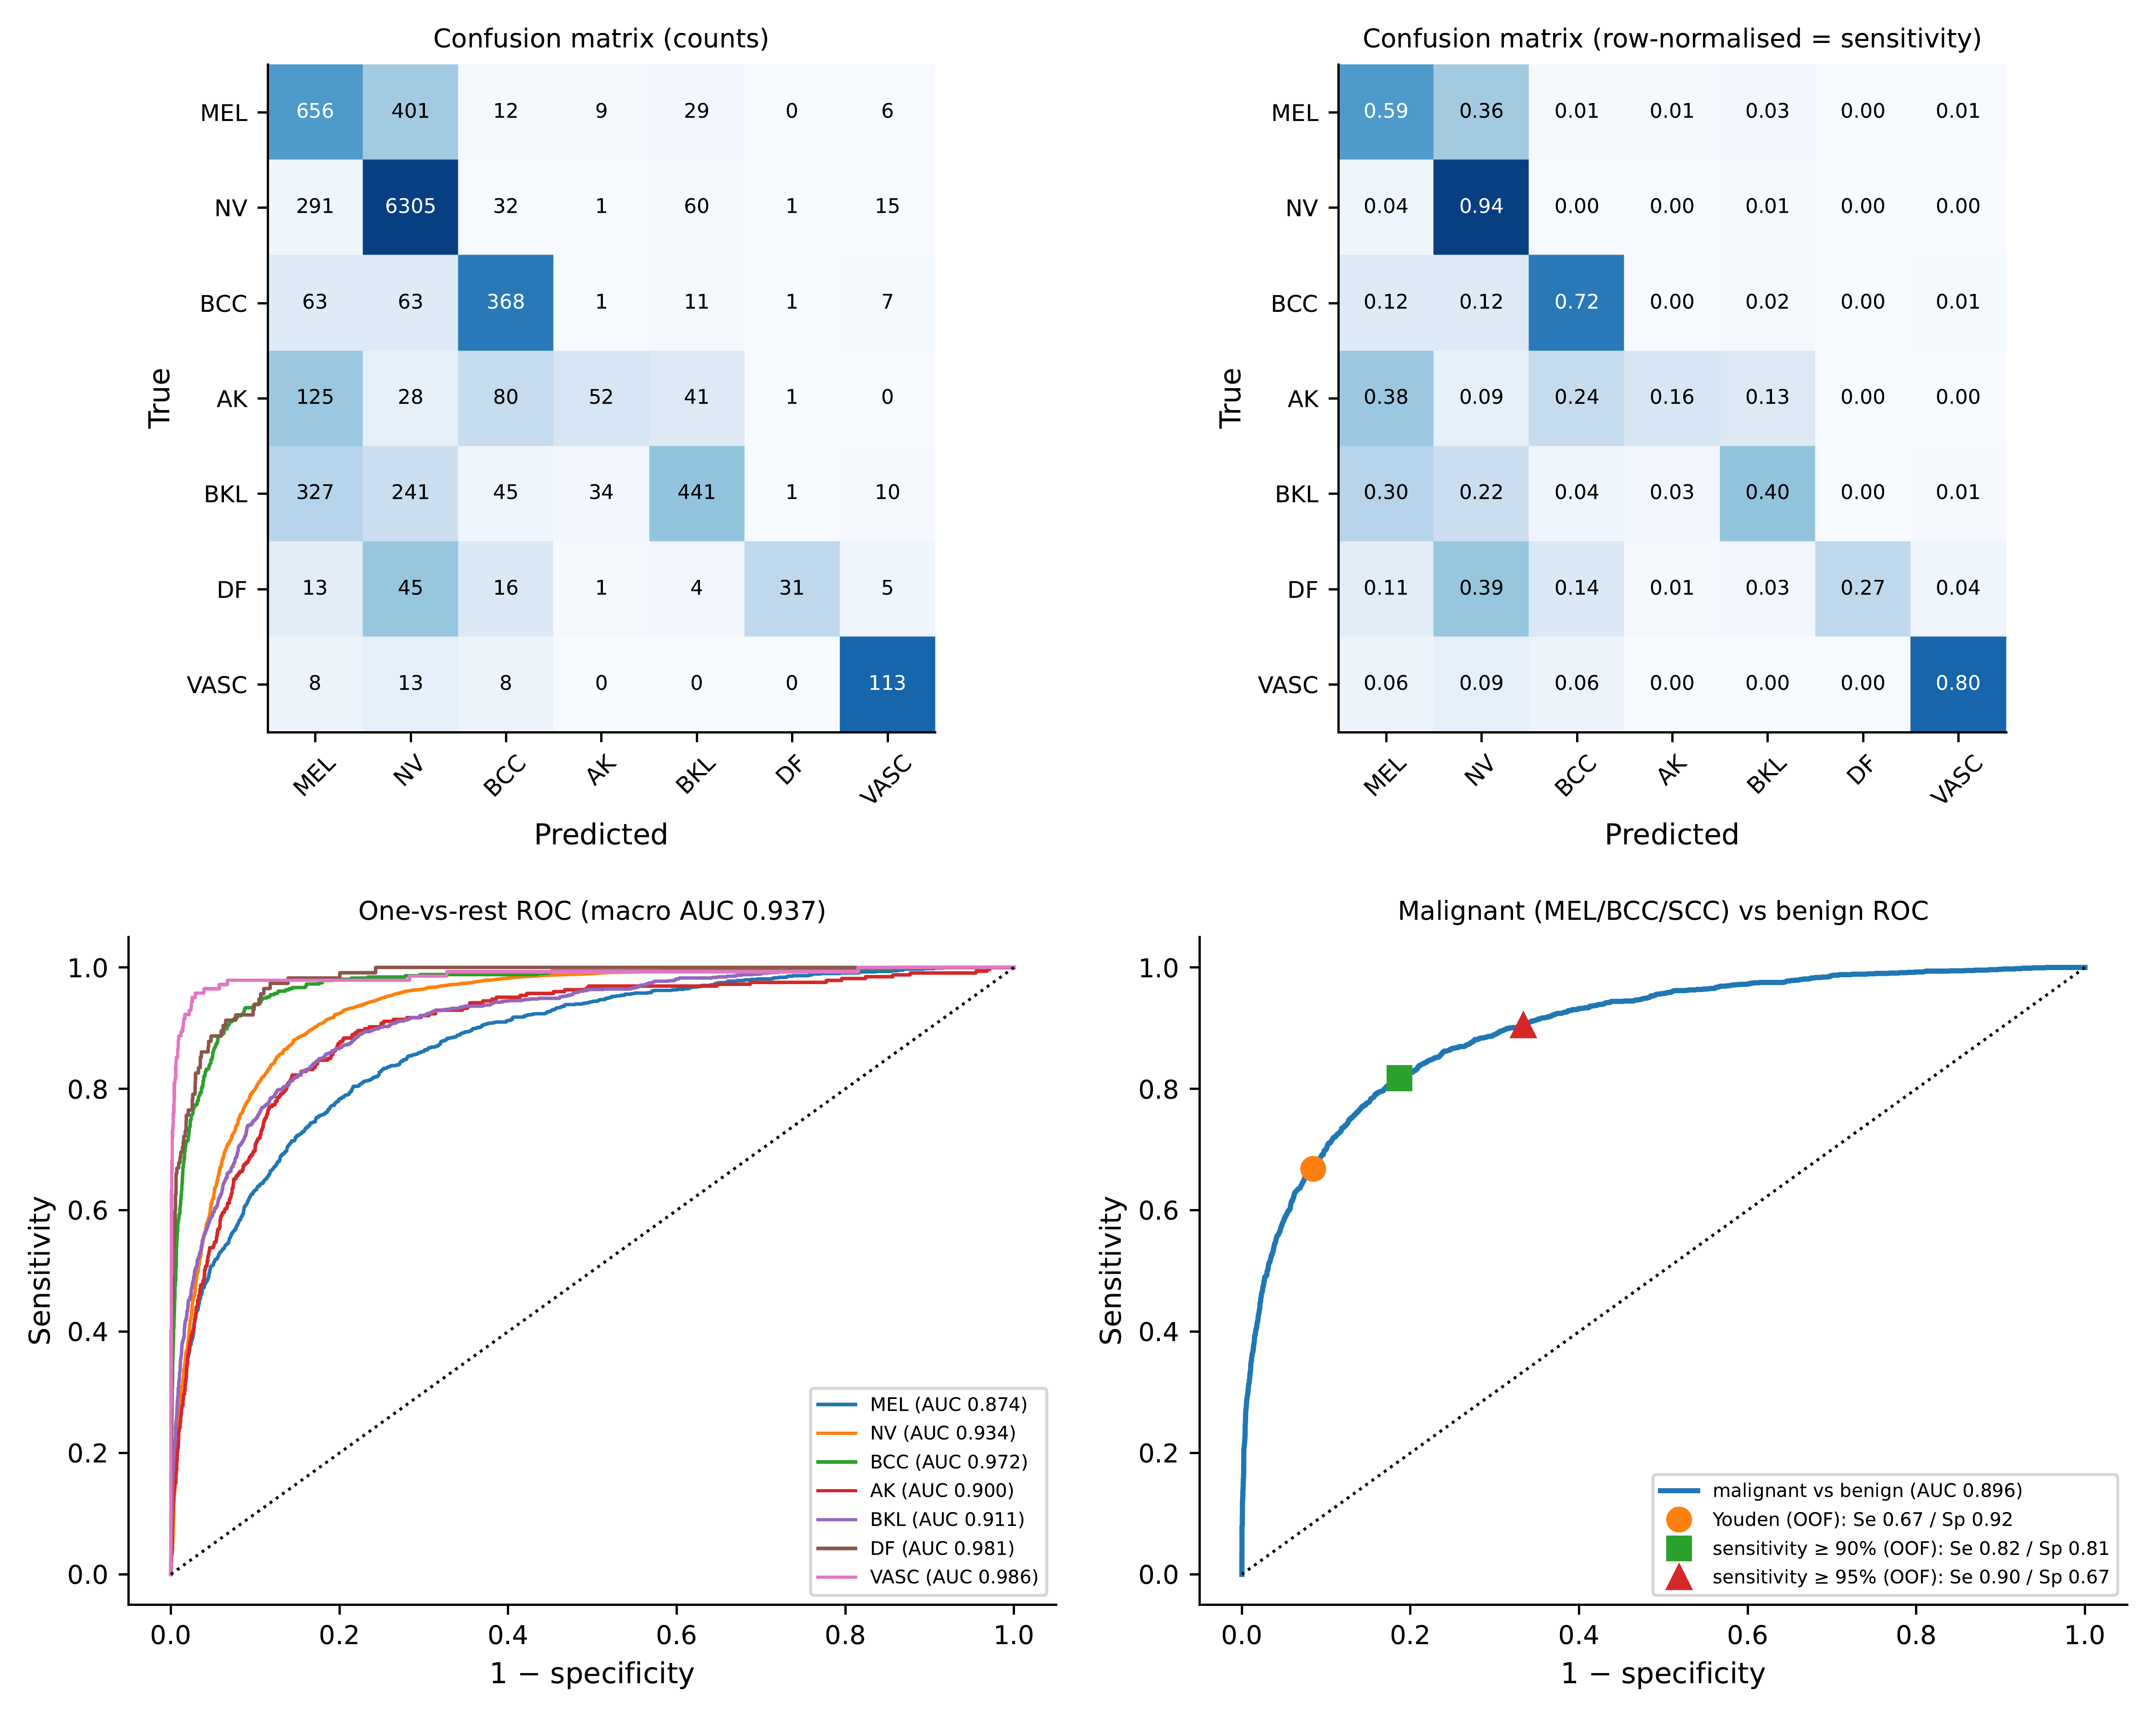 Confusion matrix (counts)
True
MEL 656 401 12 9 29 0 6
NV 291 6305 32 1 60 1 15
BCC 63 63 368 1 11 1 7
AK 125 28 80 52 41 1 0
BKL 327 241 45 34 441 1 10
DF 13 45 16 1 4 31 5
VASC 8 13 8 0 0 0 113
MEL NV BCC AK BKL DF VASC
Predicted
Confusion matrix (row-normalised = sensitivity)
True
MEL 0.59 0.36 0.01 0.01 0.03 0.00 0.01
NV 0.04 0.94 0.00 0.00 0.01 0.00 0.00
BCC 0.12 0.12 0.72 0.00 0.02 0.00 0.01
AK 0.38 0.09 0.24 0.16 0.13 0.00 0.00
BKL 0.30 0.22 0.04 0.03 0.40 0.00 0.01
DF 0.11 0.39 0.14 0.01 0.03 0.27 0.04
VASC 0.06 0.09 0.06 0.00 0.00 0.00 0.80
MEL NV BCC AK BKL DF VASC
Predicted
One-vs-rest ROC (macro AUC 0.937)
Sensitivity
1.0
0.8
0.6
0.4
0.2
0.0
MEL (AUC 0.874)
NV (AUC 0.934)
BCC (AUC 0.972)
AK (AUC 0.900)
BKL (AUC 0.911)
DF (AUC 0.981)
VASC (AUC 0.986)
0.0 0.2 0.4 0.6 0.8 1.0
1 − specificity
Malignant (MEL/BCC/SCC) vs benign ROC
Sensitivity
1.0
0.8
0.6
0.4
0.2
0.0
malignant vs benign (AUC 0.896)
Youden (OOF): Se 0.67 / Sp 0.92
sensitivity ≥ 90% (OOF): Se 0.82 / Sp 0.81
sensitivity ≥ 95% (OOF): Se 0.90 / Sp 0.67
0.0 0.2 0.4 0.6 0.8 1.0
1 − specificity